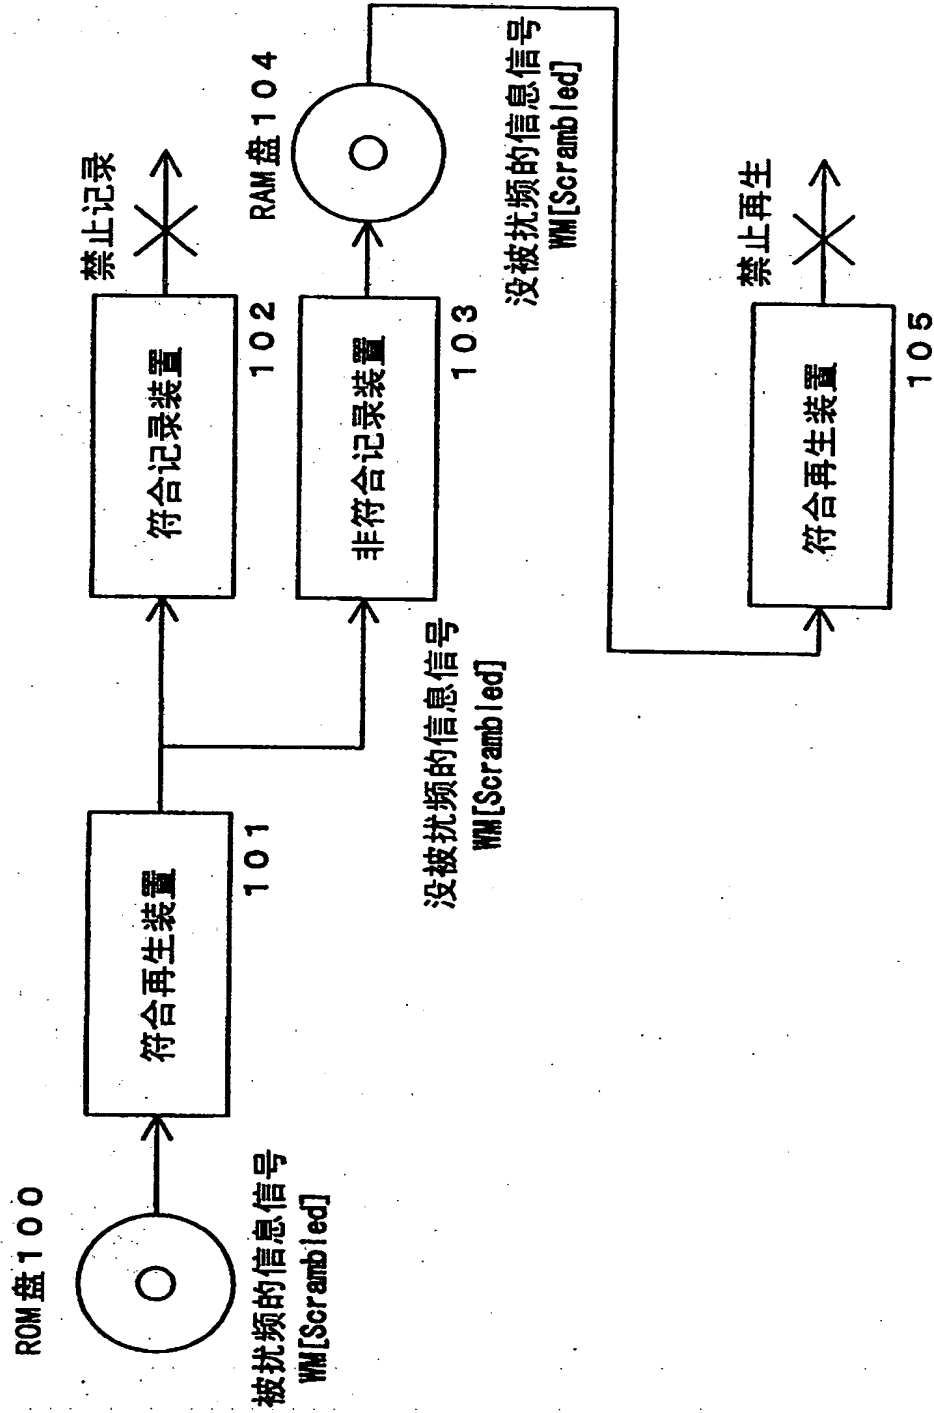 ROM盘100
被扰频的信息信号
WM[Scrambled]
符合再生装置
101
没被扰频的信息信号
WM[Scrambled]
符合记录装置
102
禁止记录
非符合记录装置
103
RAM盘104
没被扰频的信息信号
WM[Scrambled]
符合再生装置
105
禁止再生